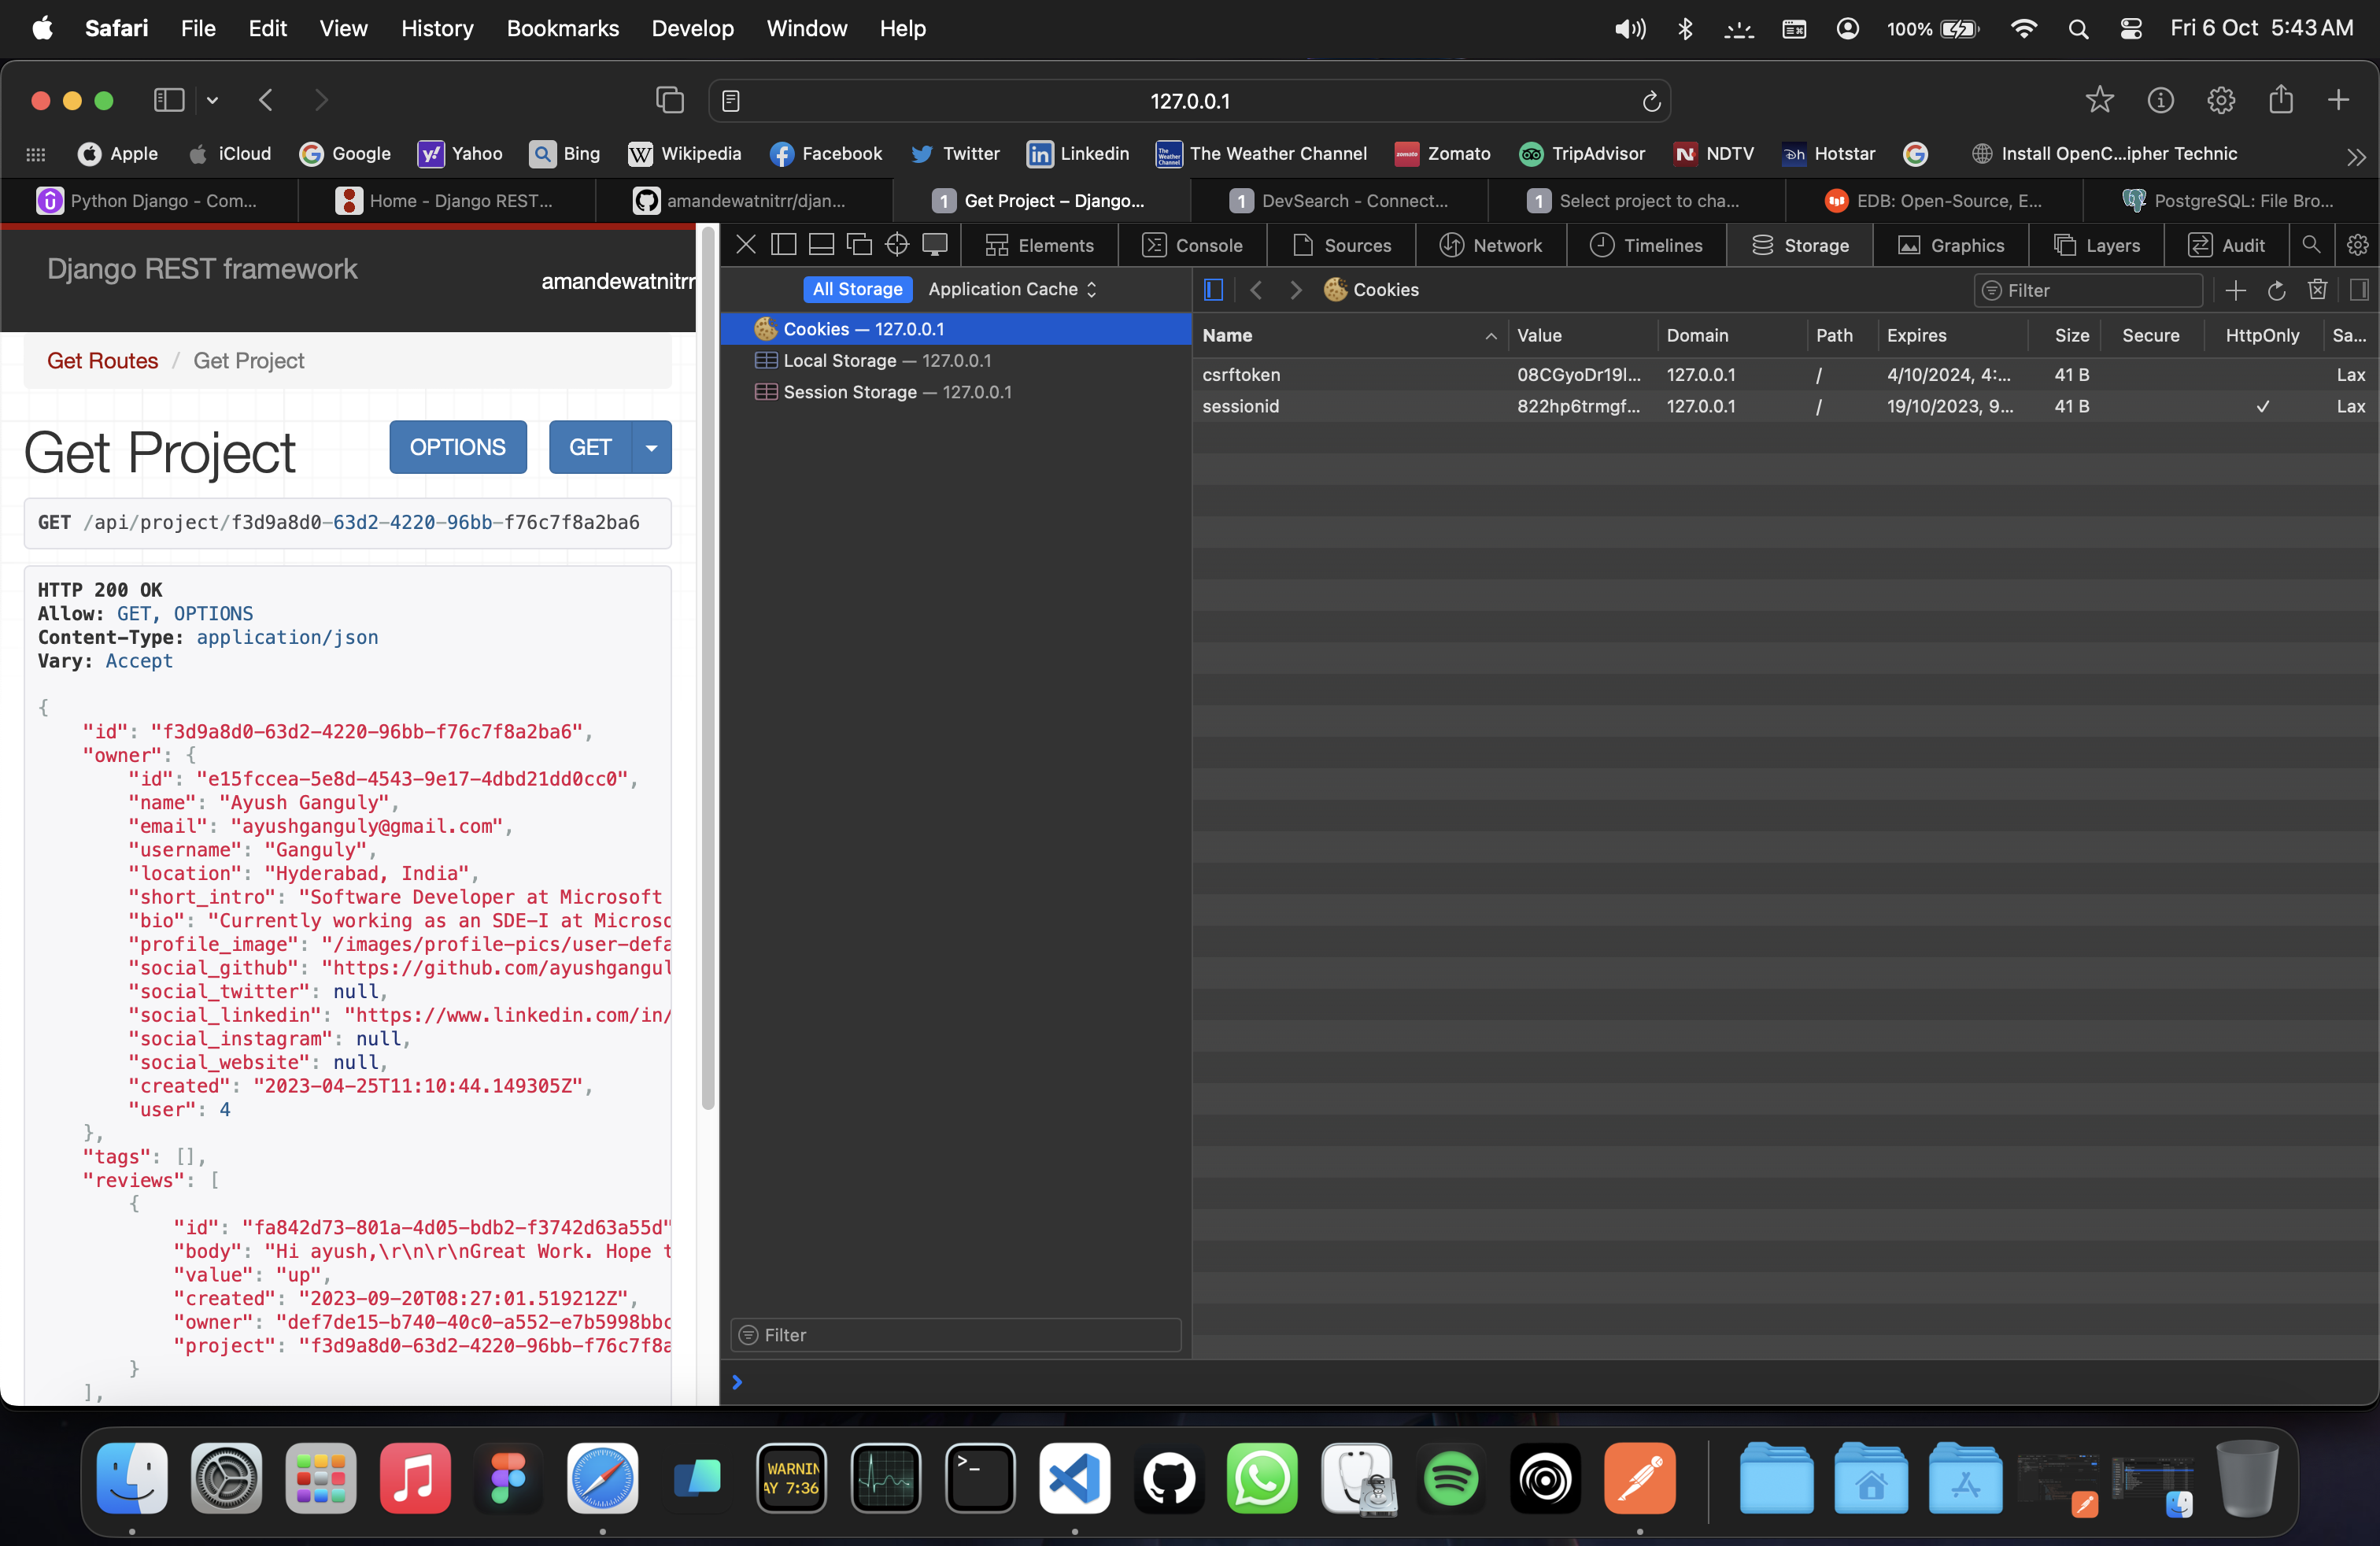 Safari File Edit View History Bookmarks Develop Window Help 100% Fri 6 Oct 5:43 AM
127.0.0.1
Apple iCloud Google Yahoo Bing Wikipedia Facebook Twitter Linkedin The Weather Channel Zomato TripAdvisor NDTV Hotstar Install OpenC...ipher Technic
Python Django - Com... Home - Django REST... amandewatnitrr/djan... 1 Get Project – Django... 1 DevSearch - Connect... 1 Select project to cha... EDB: Open-Source, E... PostgreSQL: File Bro...
Elements Console Sources Network Timelines Storage Graphics Layers Audit
Django REST framework
amandewatnitrr
All Storage Application Cache
Cookies Filter
Cookies — 127.0.0.1
Local Storage — 127.0.0.1
Session Storage — 127.0.0.1
Name Value Domain Path Expires Size Secure HttpOnly Sa...
csrftoken 08CGyoDr19l... 127.0.0.1 / 4/10/2024, 4:... 41 B Lax
sessionid 822hp6trmgf... 127.0.0.1 / 19/10/2023, 9... 41 B ✓ Lax
Get Routes / Get Project
Get Project
OPTIONS GET
GET /api/project/f3d9a8d0-63d2-4220-96bb-f76c7f8a2ba6
HTTP 200 OK
Allow: GET, OPTIONS
Content-Type: application/json
Vary: Accept
{
"id": "f3d9a8d0-63d2-4220-96bb-f76c7f8a2ba6",
"owner": {
"id": "e15fccea-5e8d-4543-9e17-4dbd21dd0cc0",
"name": "Ayush Ganguly",
"email": "ayushganguly@gmail.com",
"username": "Ganguly",
"location": "Hyderabad, India",
"short_intro": "Software Developer at Microsoft
"bio": "Currently working as an SDE-I at Microso
"profile_image": "/images/profile-pics/user-defa
"social_github": "https://github.com/ayushgangul
"social_twitter": null,
"social_linkedin": "https://www.linkedin.com/in/
"social_instagram": null,
"social_website": null,
"created": "2023-04-25T11:10:44.149305Z",
"user": 4
},
"tags": [],
"reviews": [
{
"id": "fa842d73-801a-4d05-bdb2-f3742d63a55d"
"body": "Hi ayush,\r\n\r\nGreat Work. Hope t
"value": "up",
"created": "2023-09-20T08:27:01.519212Z",
"owner": "def7de15-b740-40c0-a552-e7b5998bbc
"project": "f3d9a8d0-63d2-4220-96bb-f76c7f8a
}
],
Filter
WARNIN
AY 7:36